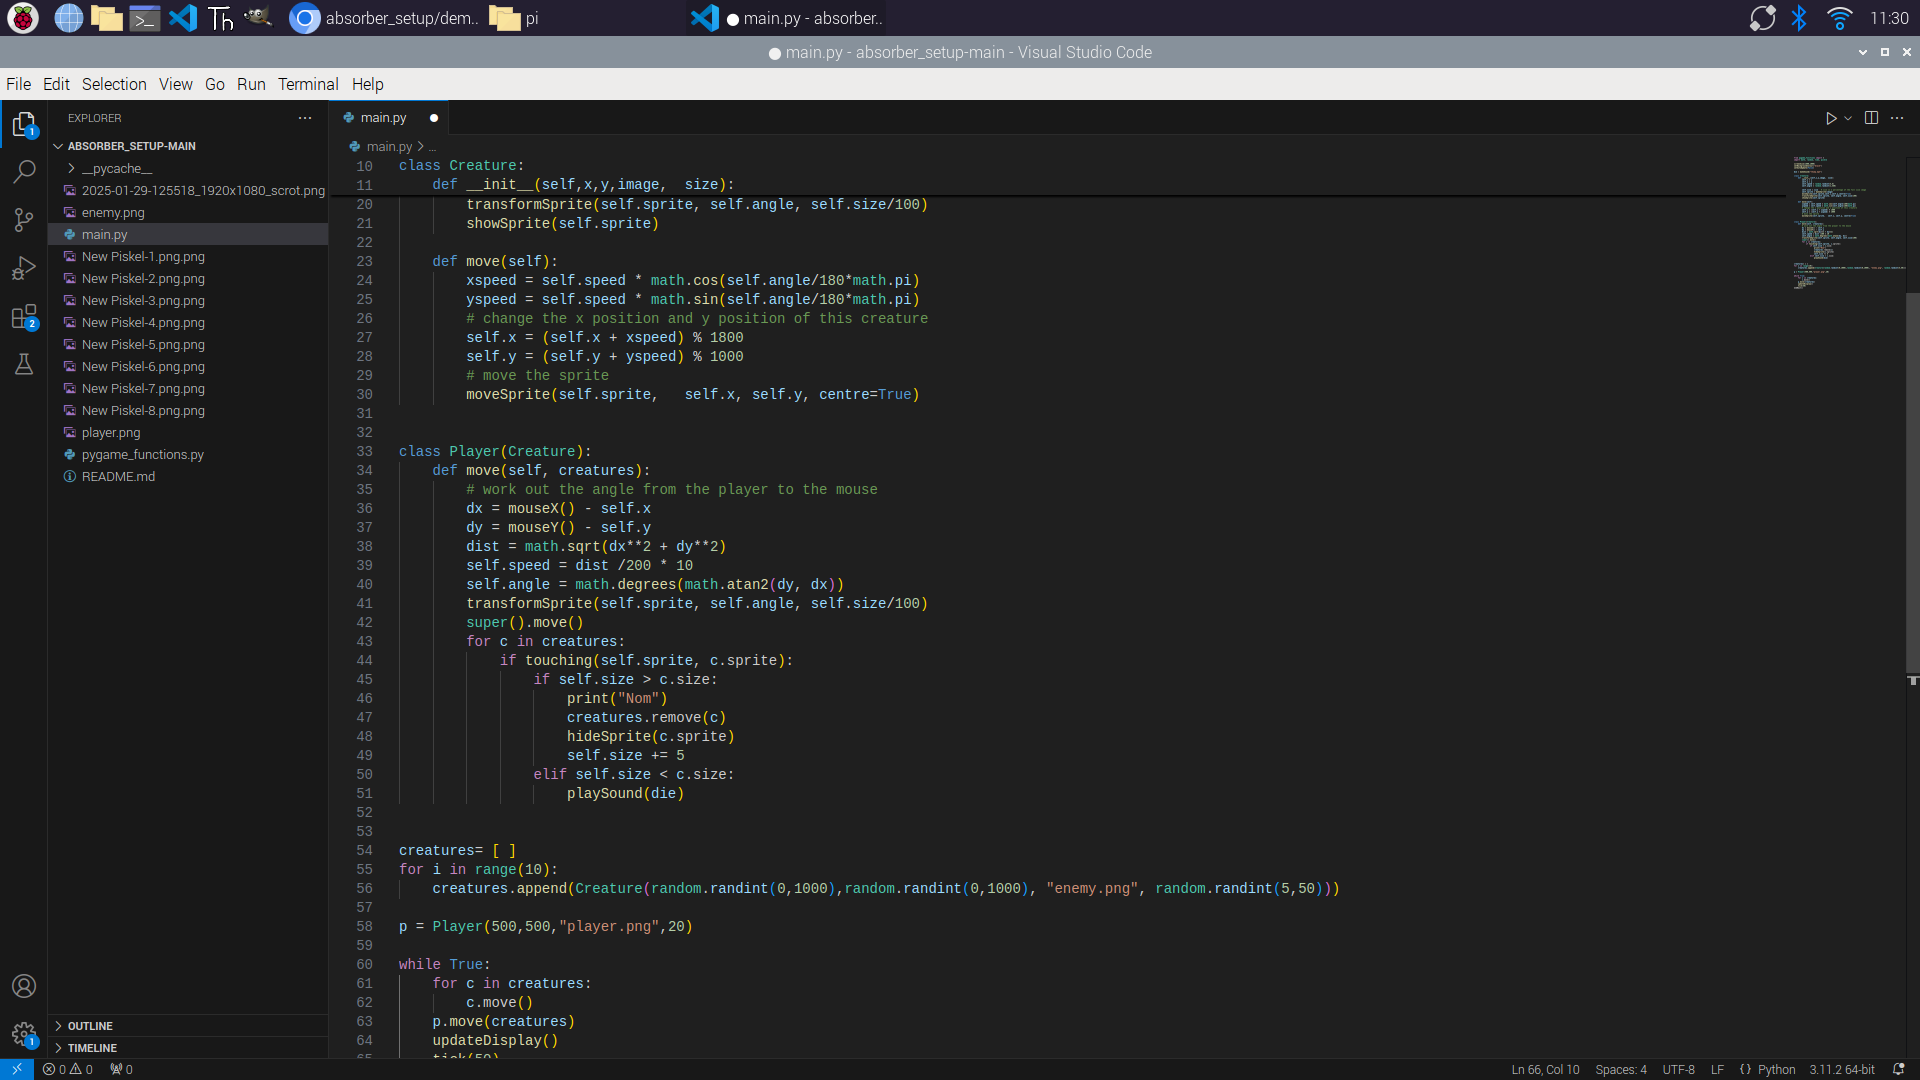 absorber_setup/dem..
pi
main.py - absorber..
11:30
main.py - absorber_setup-main - Visual Studio Code
File Edit Selection View Go Run Terminal Help
EXPLORER
ABSORBER_SETUP-MAIN
__pycache__
2025-01-29-125518_1920x1080_scrot.png
enemy.png
main.py
New Piskel-1.png.png
New Piskel-2.png.png
New Piskel-3.png.png
New Piskel-4.png.png
New Piskel-5.png.png
New Piskel-6.png.png
New Piskel-7.png.png
New Piskel-8.png.png
player.png
pygame_functions.py
README.md
OUTLINE
TIMELINE
main.py
main.py > ...
10 class Creature:
11     def __init__(self,x,y,image,  size):
20         transformSprite(self.sprite, self.angle, self.size/100)
21         showSprite(self.sprite)
22
23     def move(self):
24         xspeed = self.speed * math.cos(self.angle/180*math.pi)
25         yspeed = self.speed * math.sin(self.angle/180*math.pi)
26         # change the x position and y position of this creature
27         self.x = (self.x + xspeed) % 1800
28         self.y = (self.y + yspeed) % 1000
29         # move the sprite
30         moveSprite(self.sprite,   self.x, self.y, centre=True)
31
32
33 class Player(Creature):
34     def move(self, creatures):
35         # work out the angle from the player to the mouse
36         dx = mouseX() - self.x
37         dy = mouseY() - self.y
38         dist = math.sqrt(dx**2 + dy**2)
39         self.speed = dist /200 * 10
40         self.angle = math.degrees(math.atan2(dy, dx))
41         transformSprite(self.sprite, self.angle, self.size/100)
42         super().move()
43         for c in creatures:
44             if touching(self.sprite, c.sprite):
45                 if self.size > c.size:
46                     print("Nom")
47                     creatures.remove(c)
48                     hideSprite(c.sprite)
49                     self.size += 5
50                 elif self.size < c.size:
51                     playSound(die)
52
53
54 creatures= [ ]
55 for i in range(10):
56     creatures.append(Creature(random.randint(0,1000),random.randint(0,1000), "enemy.png", random.randint(5,50)))
57
58 p = Player(500,500,"player.png",20)
59
60 while True:
61     for c in creatures:
62         c.move()
63     p.move(creatures)
64     updateDisplay()
65     tick(50)
0 0 0 Ln 66, Col 10 Spaces: 4 UTF-8 LF {} Python 3.11.2 64-bit